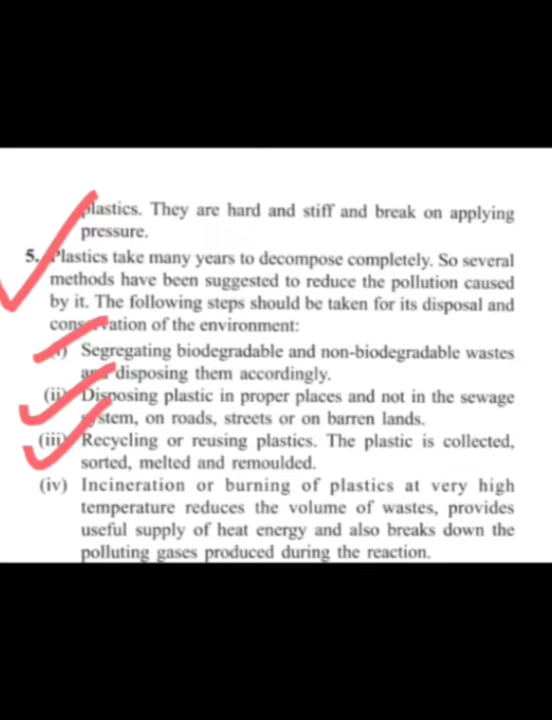 plastics. They are hard and stiff and break on applying
pressure.
5. Plastics take many years to decompose completely. So several
methods have been suggested to reduce the pollution caused
by it. The following steps should be taken for its disposal and
conservation of the environment:
(i) Segregating biodegradable and non-biodegradable wastes
and disposing them accordingly.
(ii) Disposing plastic in proper places and not in the sewage
system, on roads, streets or on barren lands.
(iii) Recycling or reusing plastics. The plastic is collected,
sorted, melted and remoulded.
(iv) Incineration or burning of plastics at very high
temperature reduces the volume of wastes, provides
useful supply of heat energy and also breaks down the
polluting gases produced during the reaction.